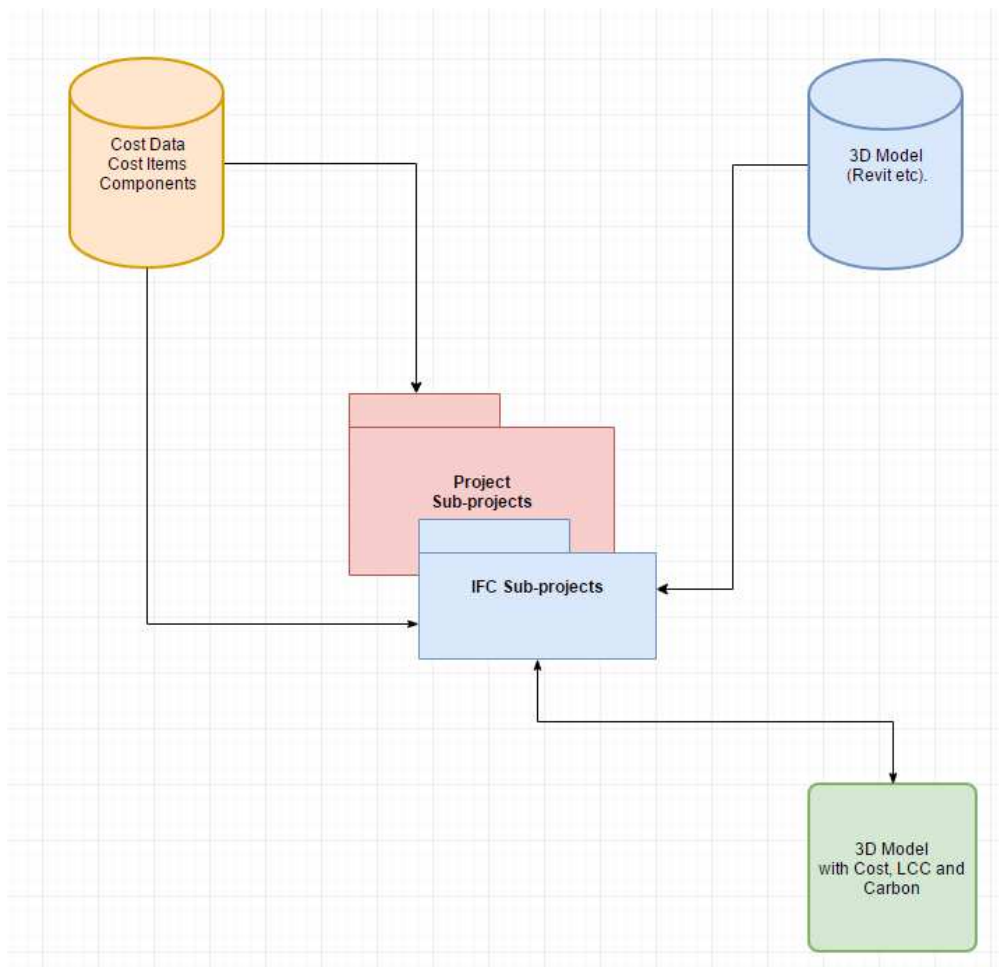 Cost Data
Cost Items
Components
3D Model
(Revit etc).
Project
Sub-projects
IFC Sub-projects
3D Model
with Cost, LCC and
Carbon